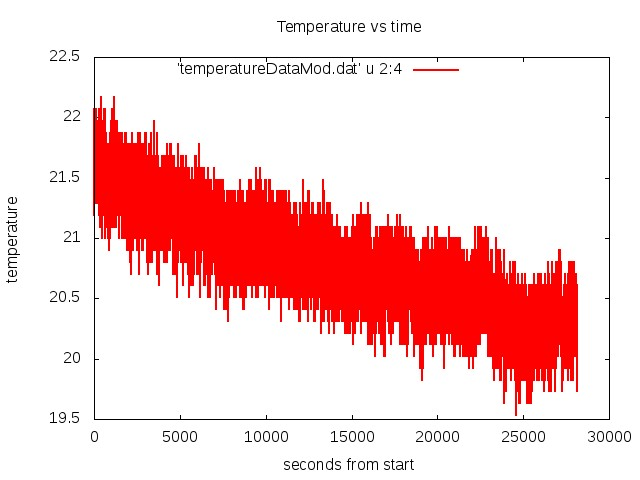 Temperature vs time
'temperatureDataMod.dat' u 2:4
22.5
22
21.5
21
20.5
20
19.5
temperature
0 5000 10000 15000 20000 25000 30000
seconds from start